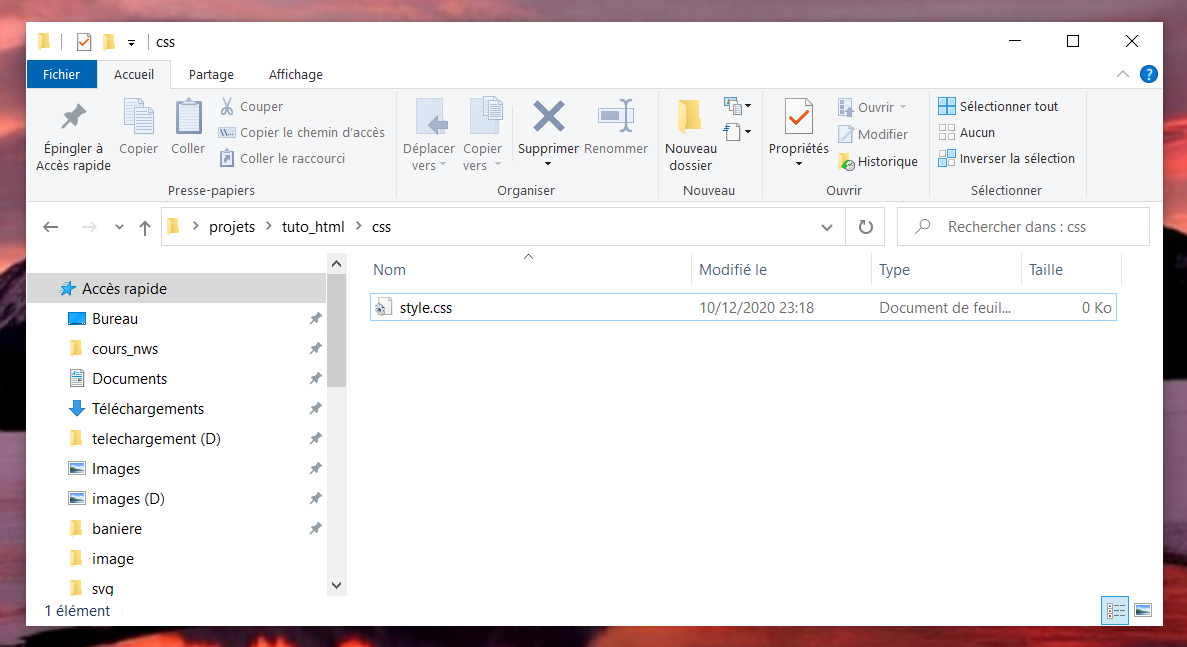 css
Fichier Accueil Partage Affichage
Épingler à Accès rapide
Copier
Coller
Couper
Copier le chemin d'accès
Coller le raccourci
Presse-papiers
Déplacer vers
Copier vers
Supprimer
Renommer
Organiser
Nouveau dossier
Nouveau
Propriétés
Ouvrir
Modifier
Historique
Ouvrir
Sélectionner tout
Aucun
Inverser la sélection
Sélectionner
projets > tuto_html > css
Rechercher dans : css
Accès rapide
Bureau
cours_nws
Documents
Téléchargements
telechargement (D)
Images
images (D)
baniere
image
svg
Nom Modifié le Type Taille
style.css 10/12/2020 23:18 Document de feuil... 0 Ko
1 élément